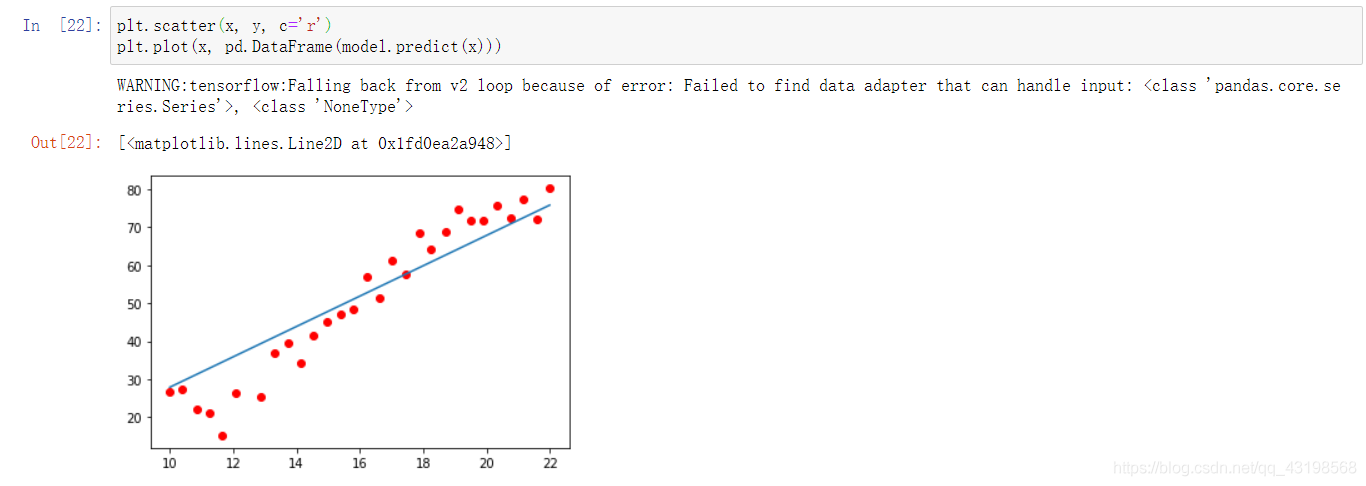 In [22]: plt.scatter(x, y, c='r')
plt.plot(x, pd.DataFrame(model.predict(x)))
WARNING:tensorflow:Falling back from v2 loop because of error: Failed to find data adapter that can handle input: <class 'pandas.core.se
ries.Series'>, <class 'NoneType'>
Out[22]: [<matplotlib.lines.Line2D at 0x1fd0ea2a948>]
80
70
60
50
40
30
20
10 12 14 16 18 20 22
https://blog.csdn.net/qq_43198568